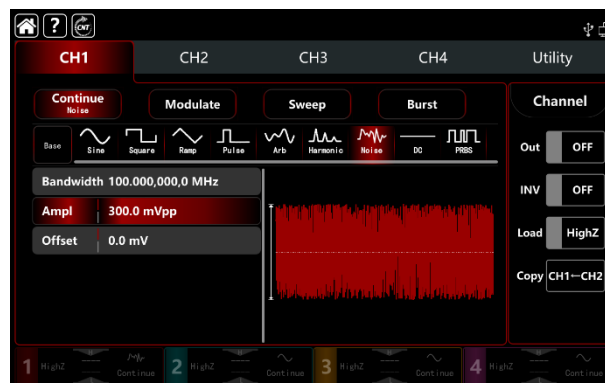 ? CNT
CH1 CH2 CH3 CH4 Utility
Continue Noise Modulate Sweep Burst Channel
Base Sine Square Ramp Pulse Arb Harmonic Noise DC PRBS
Out OFF
Bandwidth 100.000,000,0 MHz
INV OFF
Ampl 300.0 mVpp
Load HighZ
Offset 0.0 mV
Copy CH1←CH2
1 HighZ Continue 2 HighZ Continue 3 HighZ Continue 4 HighZ Continue